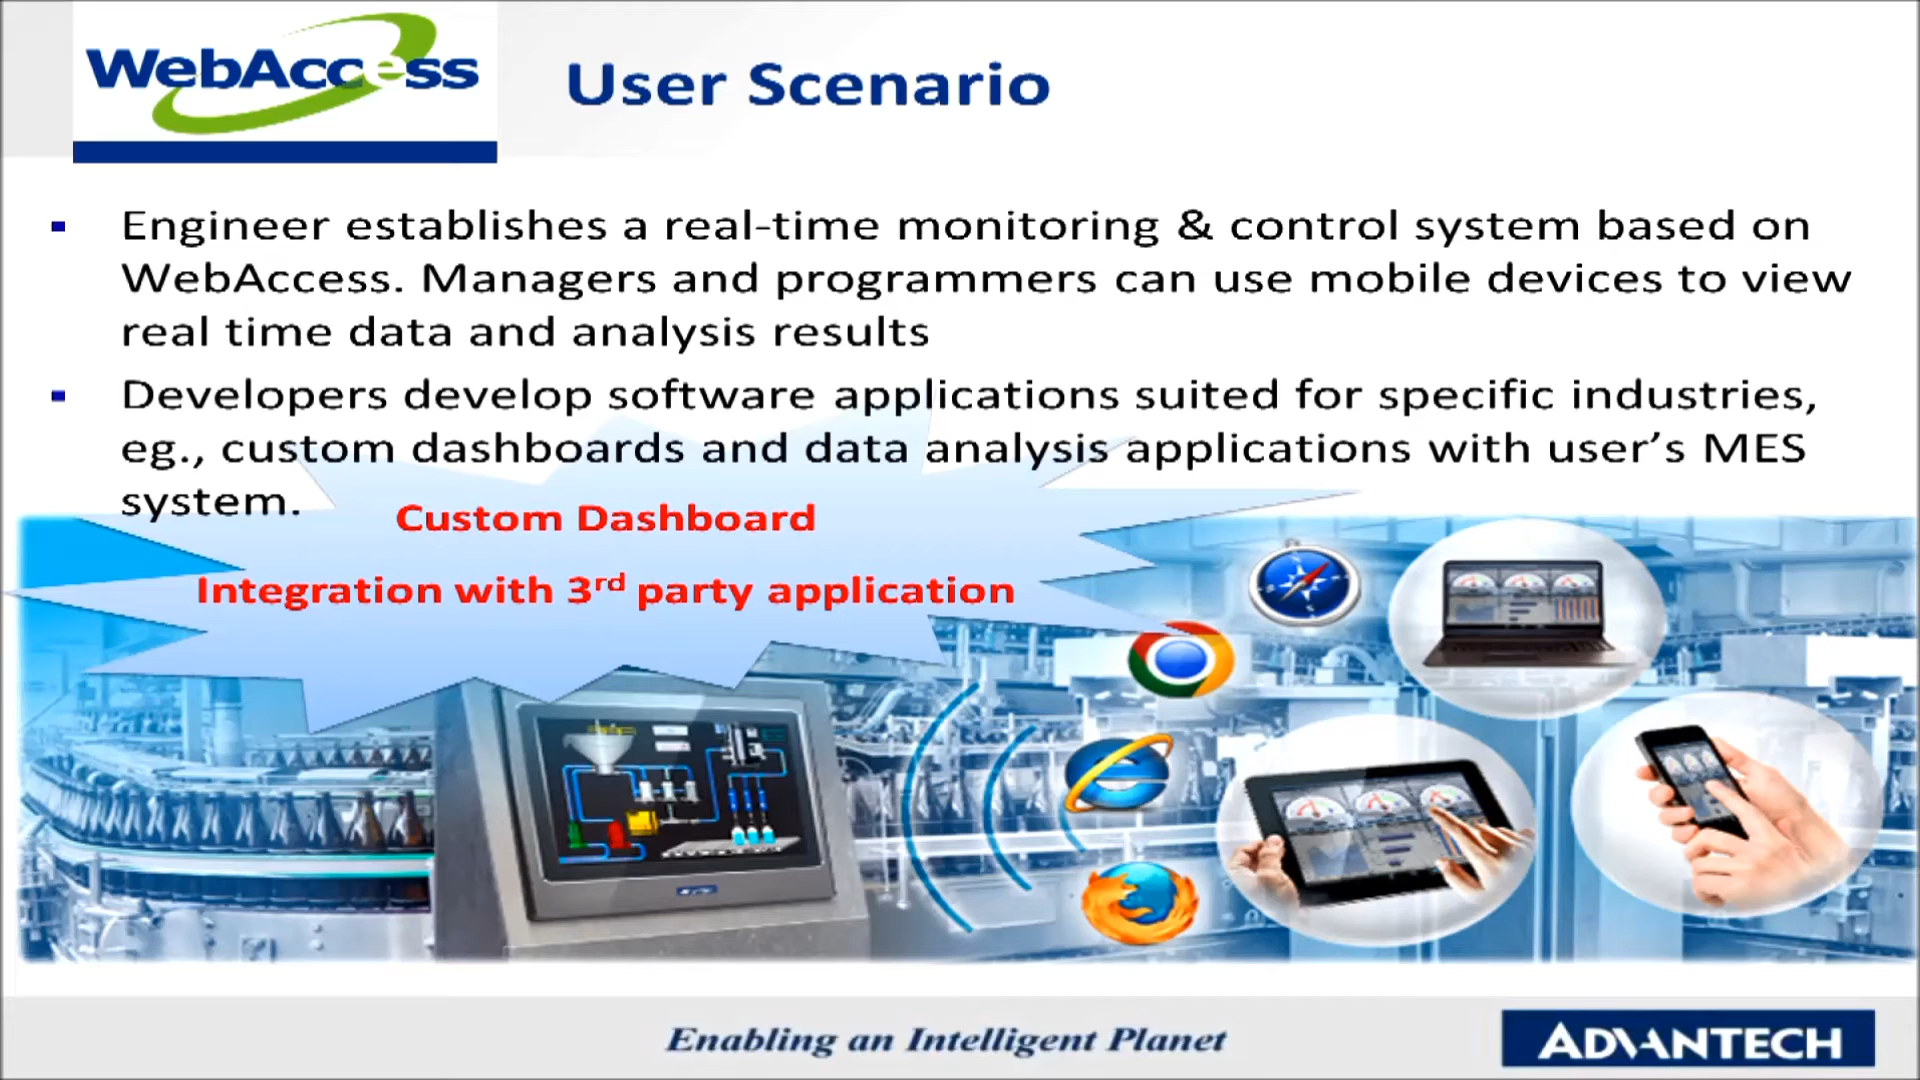 WebAccess
User Scenario
▪ Engineer establishes a real-time monitoring & control system based on
WebAccess. Managers and programmers can use mobile devices to view
real time data and analysis results
▪ Developers develop software applications suited for specific industries,
eg., custom dashboards and data analysis applications with user’s MES
system.
Custom Dashboard
Integration with 3rd party application
Enabling an Intelligent Planet
ADVANTECH